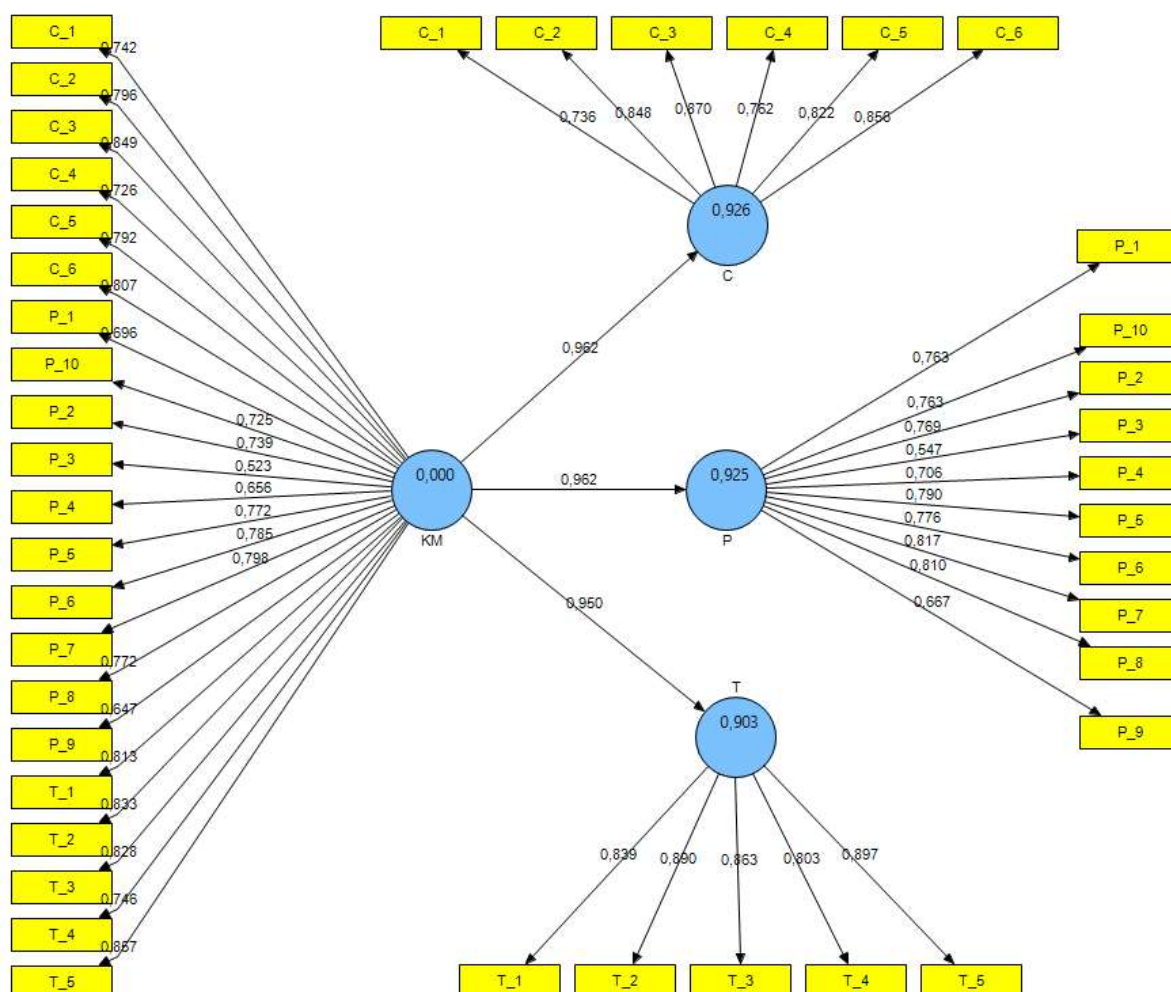 C_1
0,742
C_2
0,796
C_3
0,849
C_4
0,726
C_5
0,792
C_6
0,807
P_1
0,696
P_10
0,725
P_2
0,739
P_3
0,523
P_4
0,656
P_5
0,772
P_6
0,785
P_7
0,798
P_8
0,772
P_9
0,647
T_1
0,813
T_2
0,833
T_3
0,828
T_4
0,746
T_5
0,857
0,000
KM
0,962
0,962
0,950
C_1 C_2 C_3 C_4 C_5 C_6
0,736 0,848 0,870 0,762 0,822 0,858
0,926
C
0,925
P
P_1
0,763
P_10
0,763
P_2
0,769
P_3
0,547
P_4
0,706
P_5
0,790
P_6
0,776
P_7
0,817
P_8
0,810
P_9
0,667
T
0,903
0,839 0,890 0,863 0,803 0,897
T_1 T_2 T_3 T_4 T_5